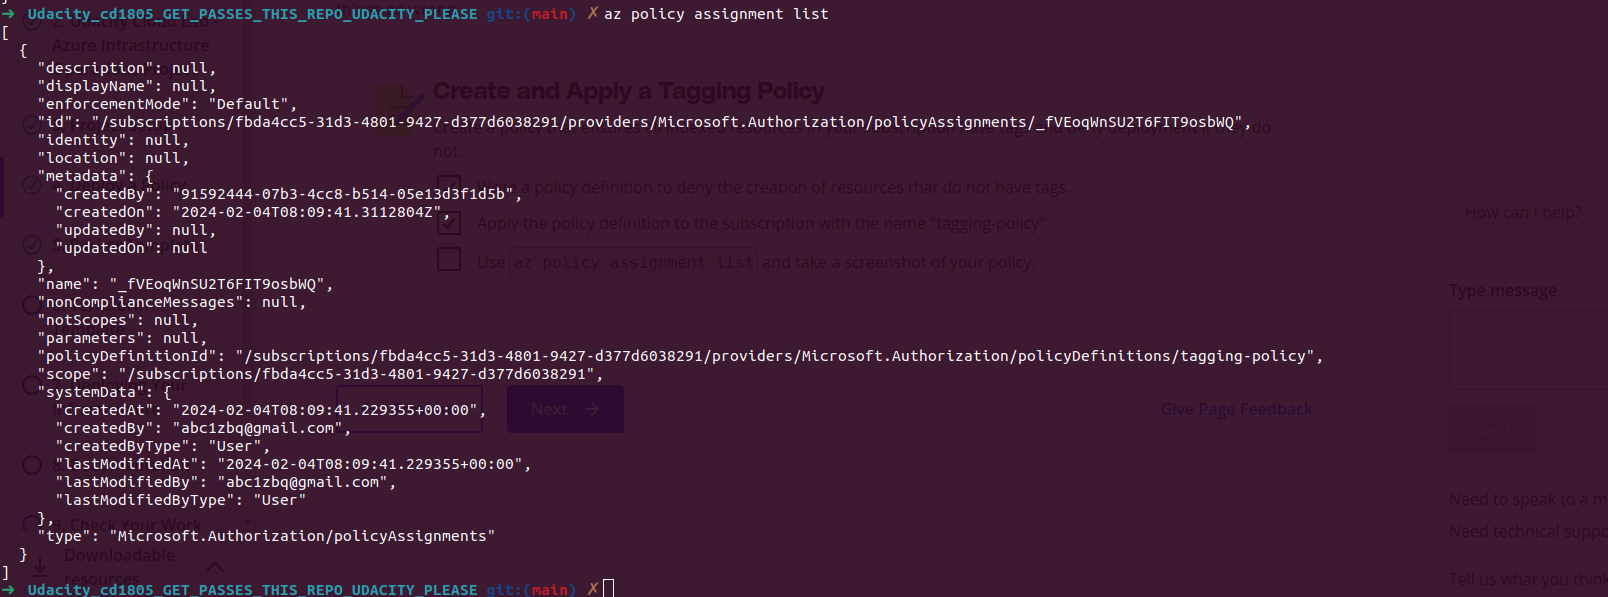 → Udacity_cd1805_GET_PASSES_THIS_REPO_UDACITY_PLEASE git:(main) ✗ az policy assignment list
[
{
"description": null,
"displayName": null,
"enforcementMode": "Default",
"id": "/subscriptions/fbda4cc5-31d3-4801-9427-d377d6038291/providers/Microsoft.Authorization/policyAssignments/_fVEoqWnSU2T6FIT9osbWQ",
"identity": null,
"location": null,
"metadata": {
"createdBy": "91592444-07b3-4cc8-b514-05e13d3f1d5b",
"createdOn": "2024-02-04T08:09:41.3112804Z",
"updatedBy": null,
"updatedOn": null
},
"name": "_fVEoqWnSU2T6FIT9osbWQ",
"nonComplianceMessages": null,
"notScopes": null,
"parameters": null,
"policyDefinitionId": "/subscriptions/fbda4cc5-31d3-4801-9427-d377d6038291/providers/Microsoft.Authorization/policyDefinitions/tagging-policy",
"scope": "/subscriptions/fbda4cc5-31d3-4801-9427-d377d6038291",
"systemData": {
"createdAt": "2024-02-04T08:09:41.229355+00:00",
"createdBy": "abc1zbq@gmail.com",
"createdByType": "User",
"lastModifiedAt": "2024-02-04T08:09:41.229355+00:00",
"lastModifiedBy": "abc1zbq@gmail.com",
"lastModifiedByType": "User"
},
"type": "Microsoft.Authorization/policyAssignments"
}
]
→ Udacity_cd1805_GET_PASSES_THIS_REPO_UDACITY_PLEASE git:(main) ✗
Azure Infrastructure
Create and Apply a Tagging Policy
not.
a policy definition to deny the creation of resources that do not have tags.
Apply the policy definition to the subscription with the name "tagging-policy".
Use az policy assignment list and take a screenshot of your policy.
Next →
Give Page Feedback
9. Check Your Work
Downloadable
resources
How can I help?
Type message
Send
Need to speak to a
Need technical
Tell us what you think